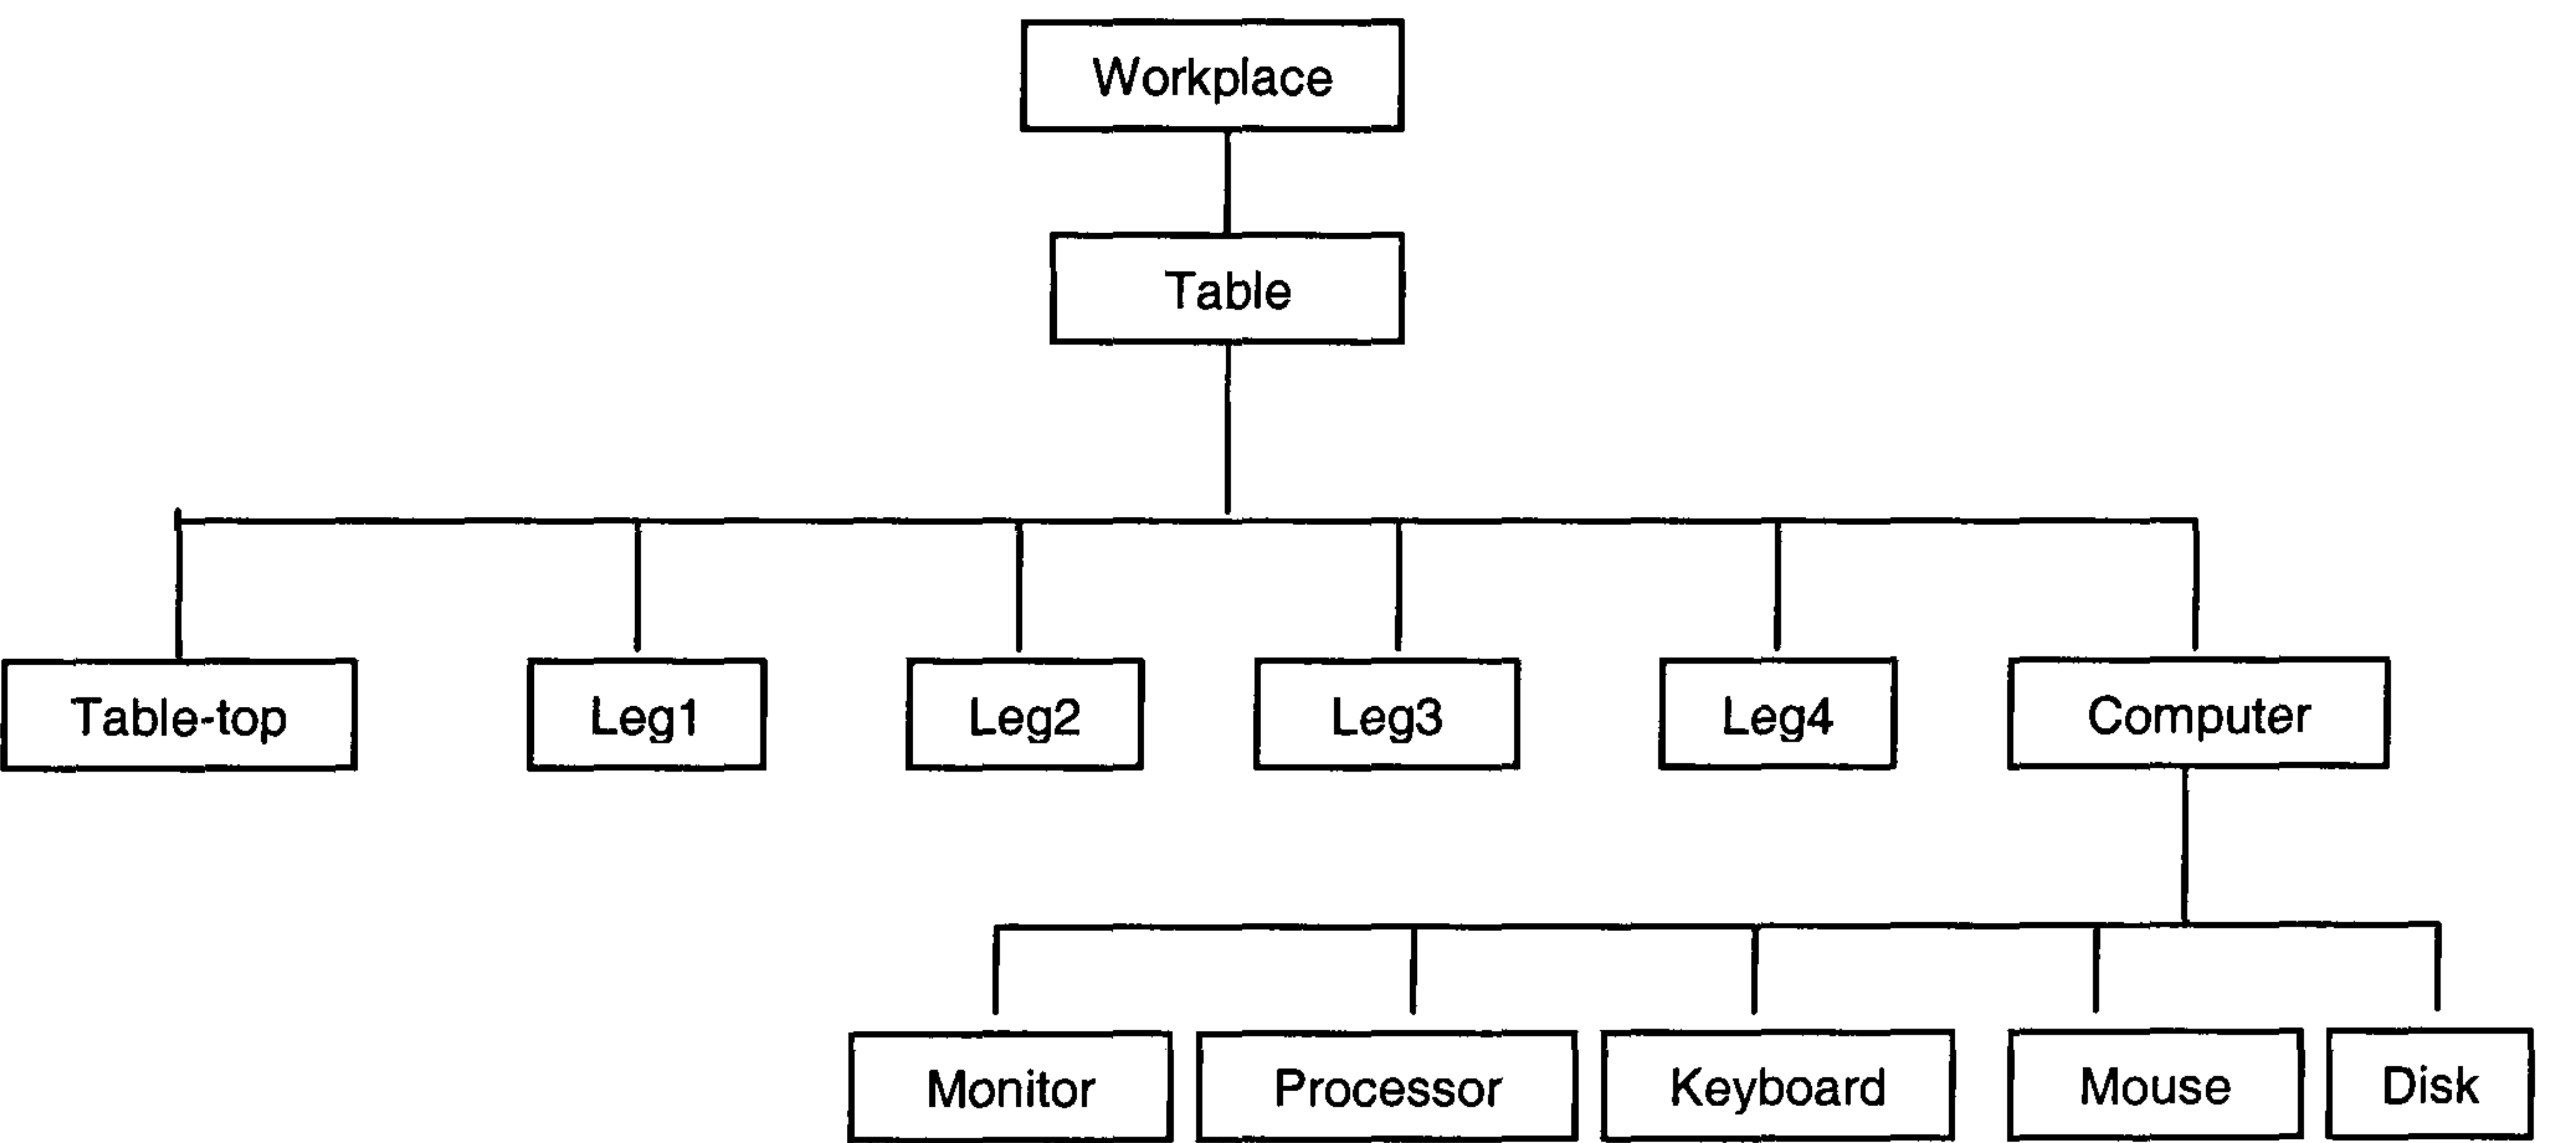 Workplace
Table
Table-top
Leg1
Leg2
Leg3
Leg4
Computer
Monitor
Processor
Keyboard
Mouse
Disk